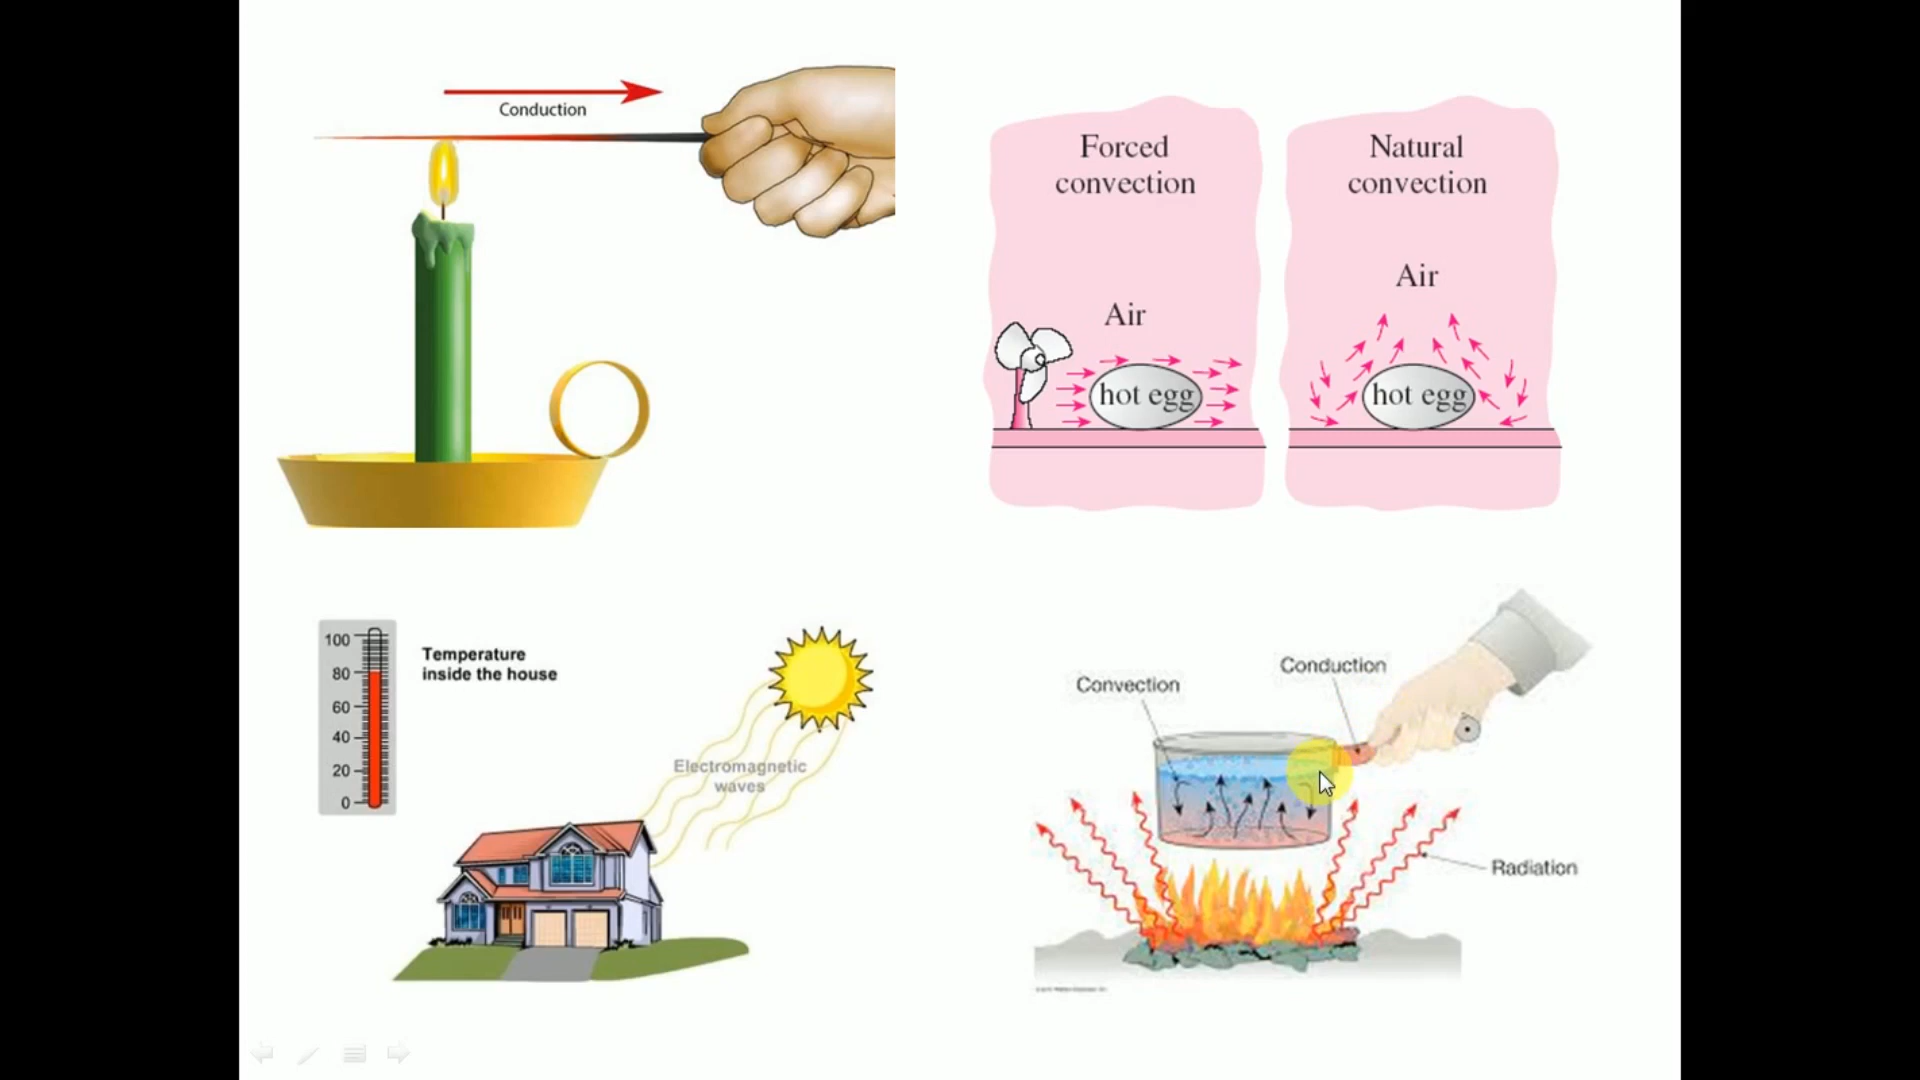 Conduction
Forced
convection
Air
hot egg
Natural
convection
Air
hot egg
100
80
60
40
20
0
Temperature
inside the house
Electromagnetic
waves
Convection
Conduction
Radiation